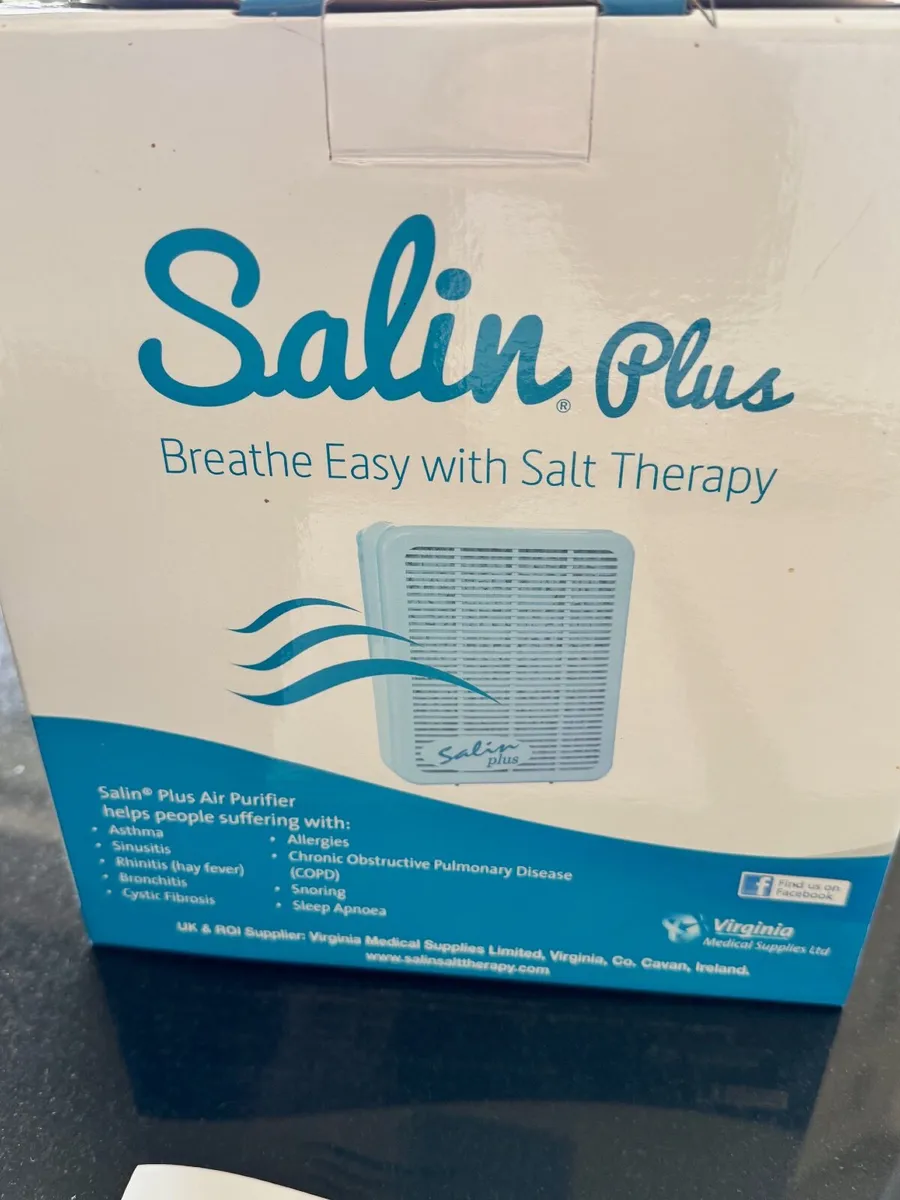 Salin® Plus
Breathe Easy with Salt Therapy
Salin
plus
Salin® Plus Air Purifier
helps people suffering with:
• Asthma
• Sinusitis
• Rhinitis (hay fever)
• Bronchitis
• Cystic Fibrosis
• Allergies
• Chronic Obstructive Pulmonary Disease
(COPD)
• Snoring
• Sleep Apnoea
f Find us on
Facebook
Virginia
Medical Supplies Ltd
UK & ROI Supplier: Virginia Medical Supplies Limited, Virginia, Co. Cavan, Ireland.
www.salinsalttherapy.com